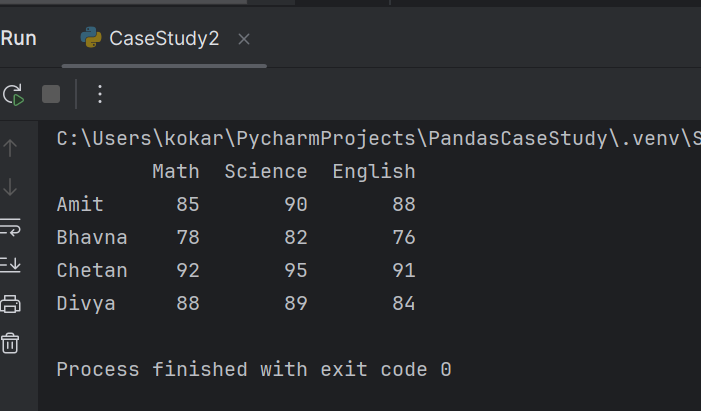 Run CaseStudy2
C:\Users\kokar\PycharmProjects\PandasCaseStudy\.venv\S
Math Science English
Amit 85 90 88
Bhavna 78 82 76
Chetan 92 95 91
Divya 88 89 84
Process finished with exit code 0